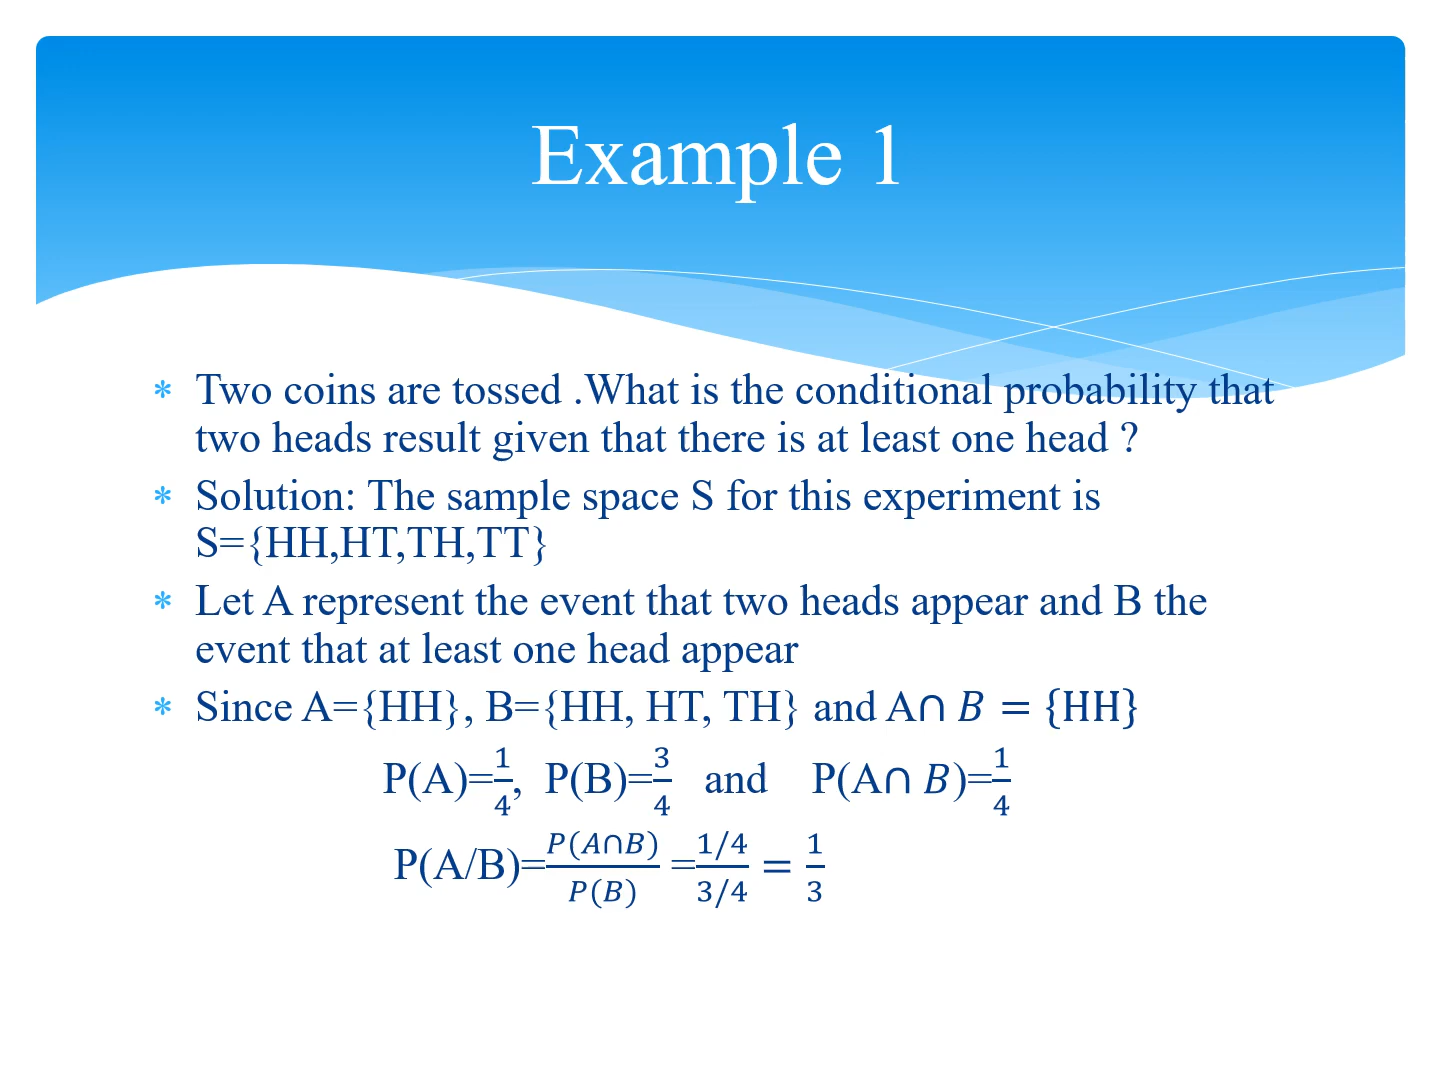 Example 1
* Two coins are tossed .What is the conditional probability that
two heads result given that there is at least one head ?
* Solution: The sample space S for this experiment is
S={HH,HT,TH,TT}
* Let A represent the event that two heads appear and B the
event that at least one head appear
* Since A={HH}, B={HH, HT, TH} and A∩ B = {HH}
P(A)=1/4, P(B)=3/4 and P(A∩ B)=1/4
P(A/B)=P(A∩B)/P(B) =1/4/3/4 = 1/3